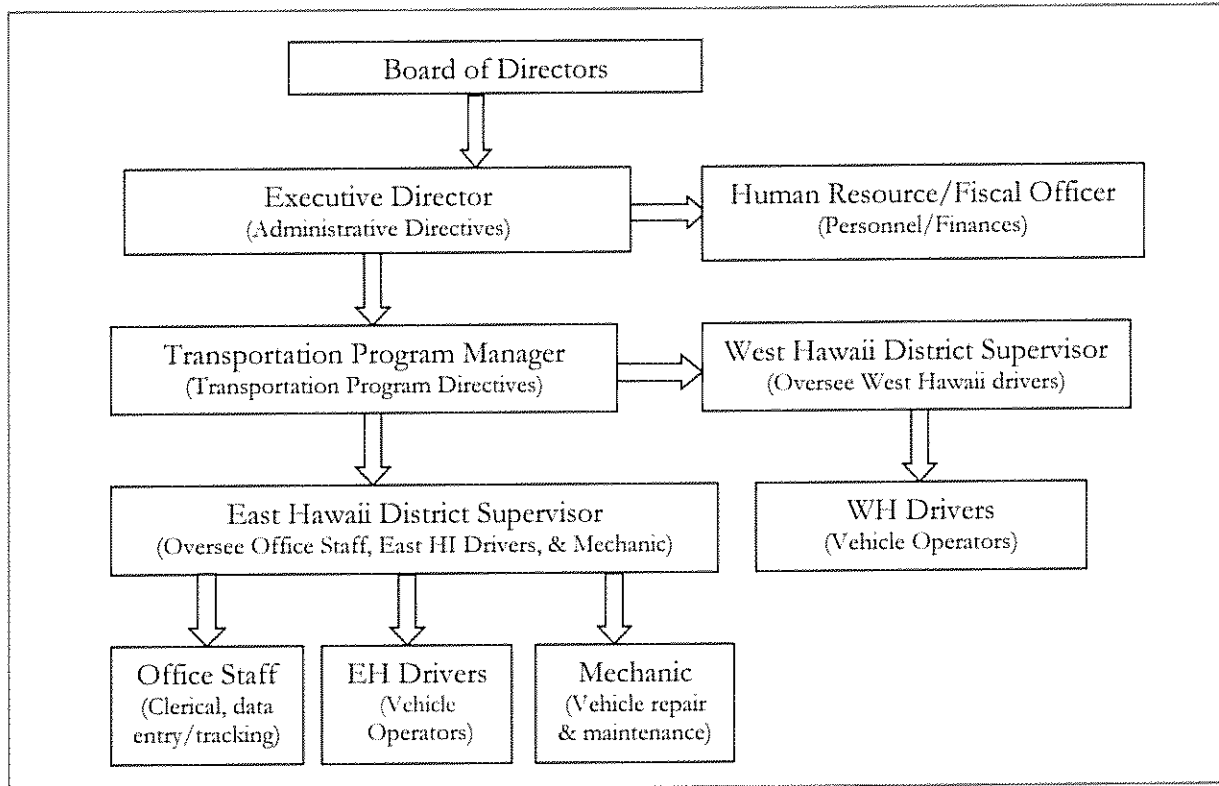 Board of Directors
Executive Director
(Administrative Directives)
Human Resource/Fiscal Officer
(Personnel/Finances)
Transportation Program Manager
(Transportation Program Directives)
West Hawaii District Supervisor
(Oversee West Hawaii drivers)
East Hawaii District Supervisor
(Oversee Office Staff, East HI Drivers, & Mechanic)
WH Drivers
(Vehicle Operators)
Office Staff
(Clerical, data
entry/tracking)
EH Drivers
(Vehicle
Operators)
Mechanic
(Vehicle repair
& maintenance)